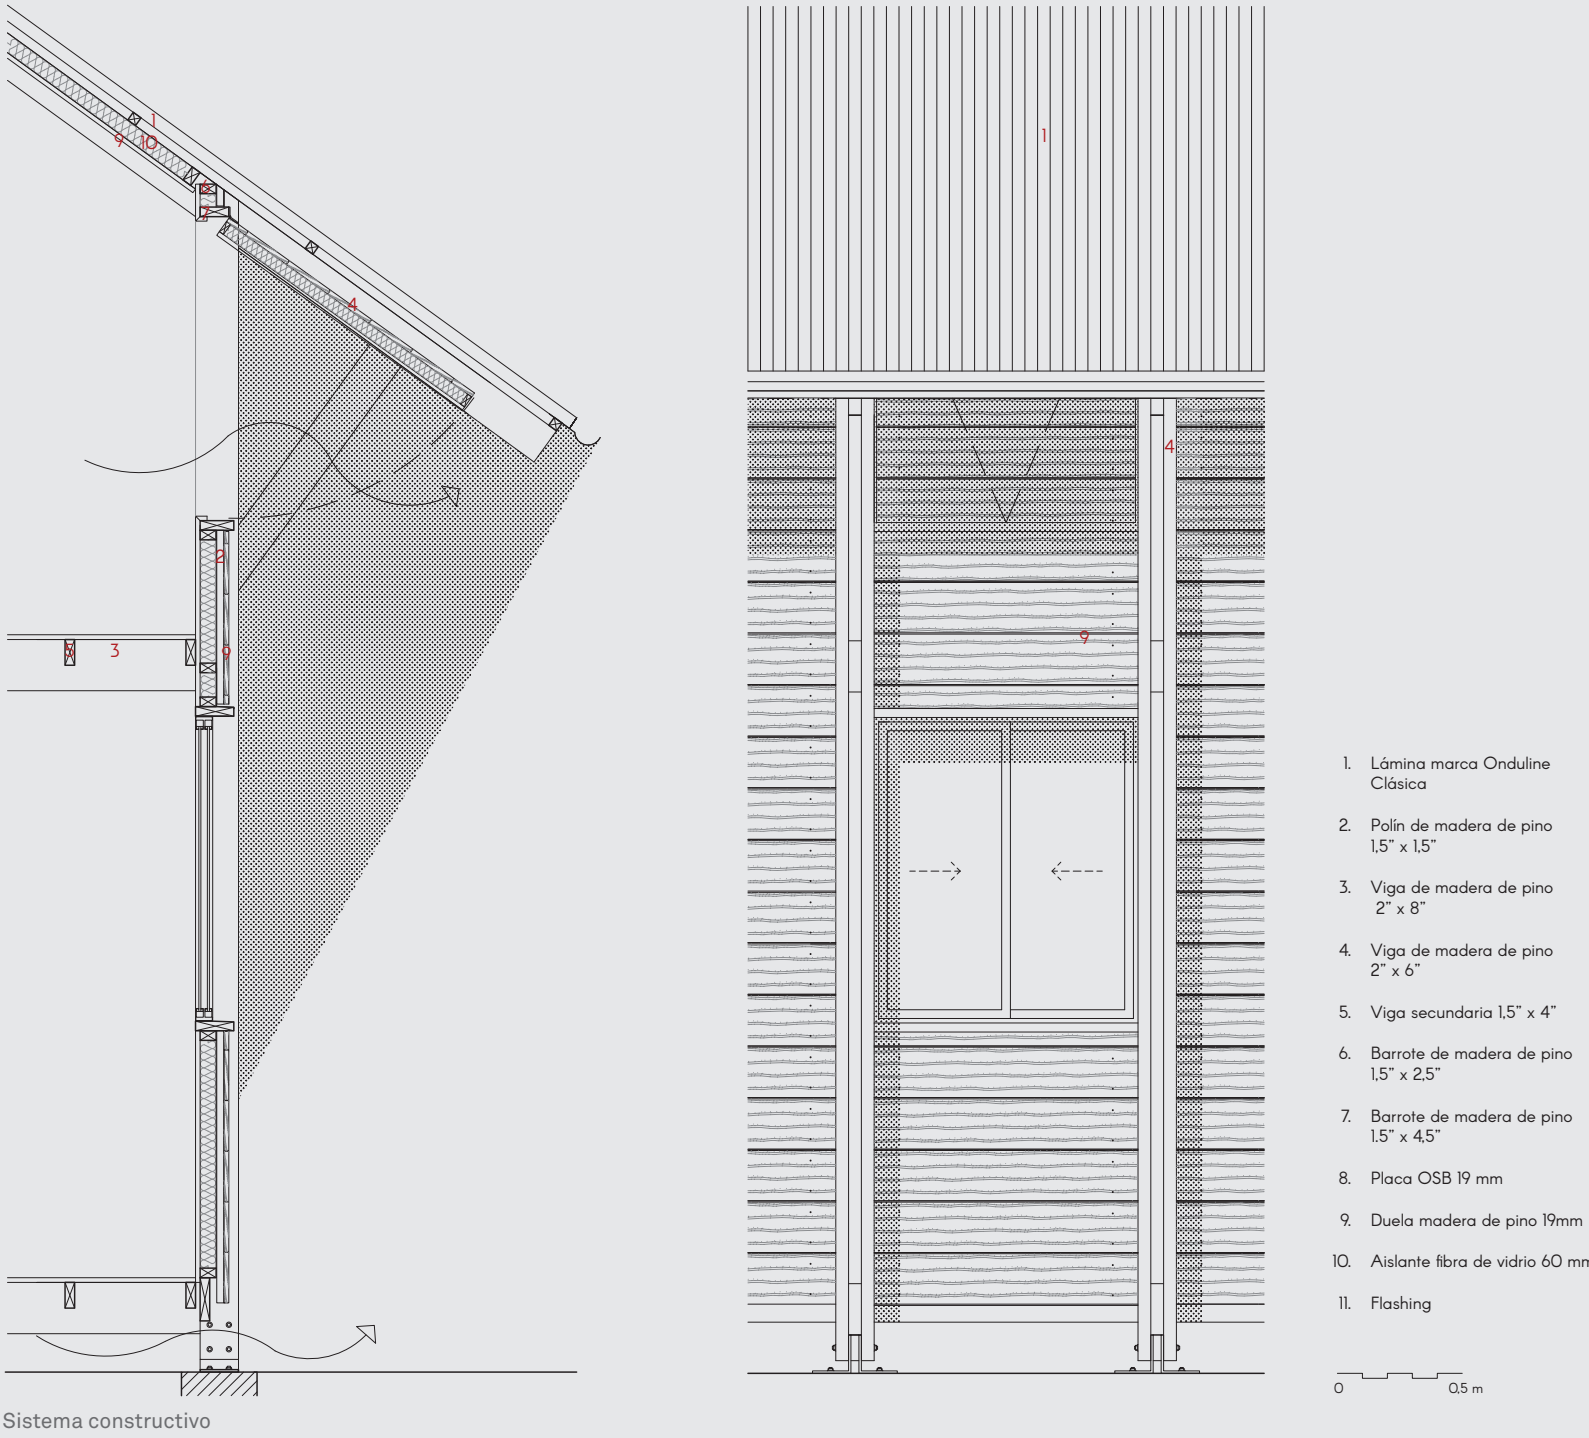 1
10
9
6
7
4
2
5
3
9
1
4
9
1. Lámina marca Onduline
Clásica
2. Polín de madera de pino
1,5” x 1,5”
3. Viga de madera de pino
2” x 8”
4. Viga de madera de pino
2” x 6”
5. Viga secundaria 1,5” x 4”
6. Barrote de madera de pino
1,5” x 2,5”
7. Barrote de madera de pino
1.5” x 4,5”
8. Placa OSB 19 mm
9. Duela madera de pino 19mm
10. Aislante fibra de vidrio 60 mm
11. Flashing
0 0,5 m
Sistema constructivo